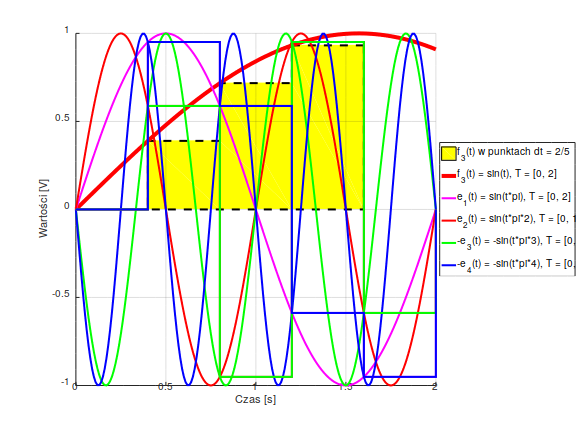 1
0.5
0
-0.5
-1
Wartości [V]
0
0.5
1
1.5
2
Czas [s]
f3(t) w punktach dt = 2/5
f3(t) = sin(t), T = [0, 2]
e1(t) = sin(t*pi), T = [0, 2]
e2(t) = sin(t*pi*2), T = [0, 1
-e3(t) = -sin(t*pi*3), T = [0,
-e4(t) = -sin(t*pi*4), T = [0,